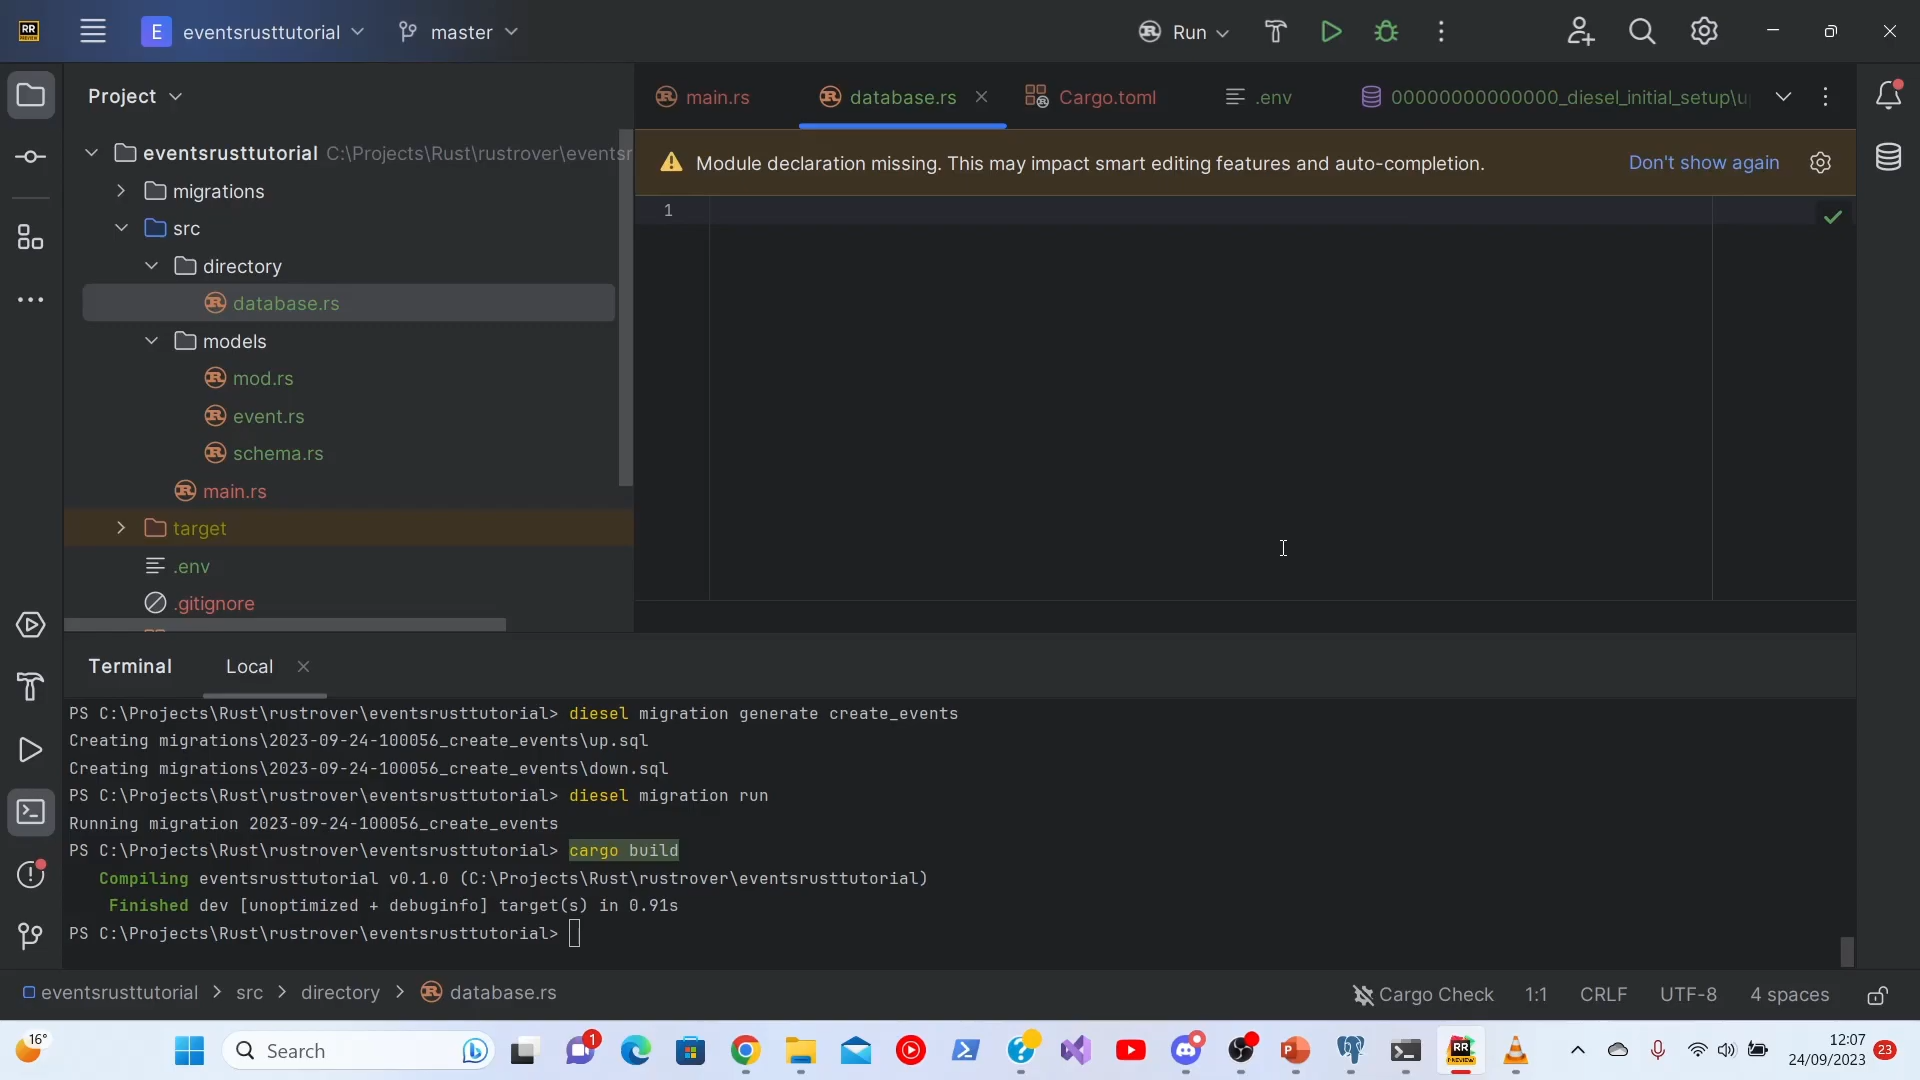 RR
E eventsrusttutorial
master
Run
Project
main.rs
database.rs
Cargo.toml
.env
00000000000000_diesel_initial_setup\u
eventsrusttutorial C:\Projects\Rust\rustrover\eventsr
migrations
src
directory
database.rs
models
mod.rs
event.rs
schema.rs
main.rs
target
.env
.gitignore
Module declaration missing. This may impact smart editing features and auto-completion.
Don't show again
1
Terminal
Local
PS C:\Projects\Rust\rustrover\eventsrusttutorial> diesel migration generate create_events
Creating migrations\2023-09-24-100056_create_events\up.sql
Creating migrations\2023-09-24-100056_create_events\down.sql
PS C:\Projects\Rust\rustrover\eventsrusttutorial> diesel migration run
Running migration 2023-09-24-100056_create_events
PS C:\Projects\Rust\rustrover\eventsrusttutorial> cargo build
Compiling eventsrusttutorial v0.1.0 (C:\Projects\Rust\rustrover\eventsrusttutorial)
Finished dev [unoptimized + debuginfo] target(s) in 0.91s
PS C:\Projects\Rust\rustrover\eventsrusttutorial>
eventsrusttutorial > src > directory > database.rs
Cargo Check
1:1
CRLF
UTF-8
4 spaces
16°
Search
1
RR
PREVIEW
12:07
24/09/2023
23